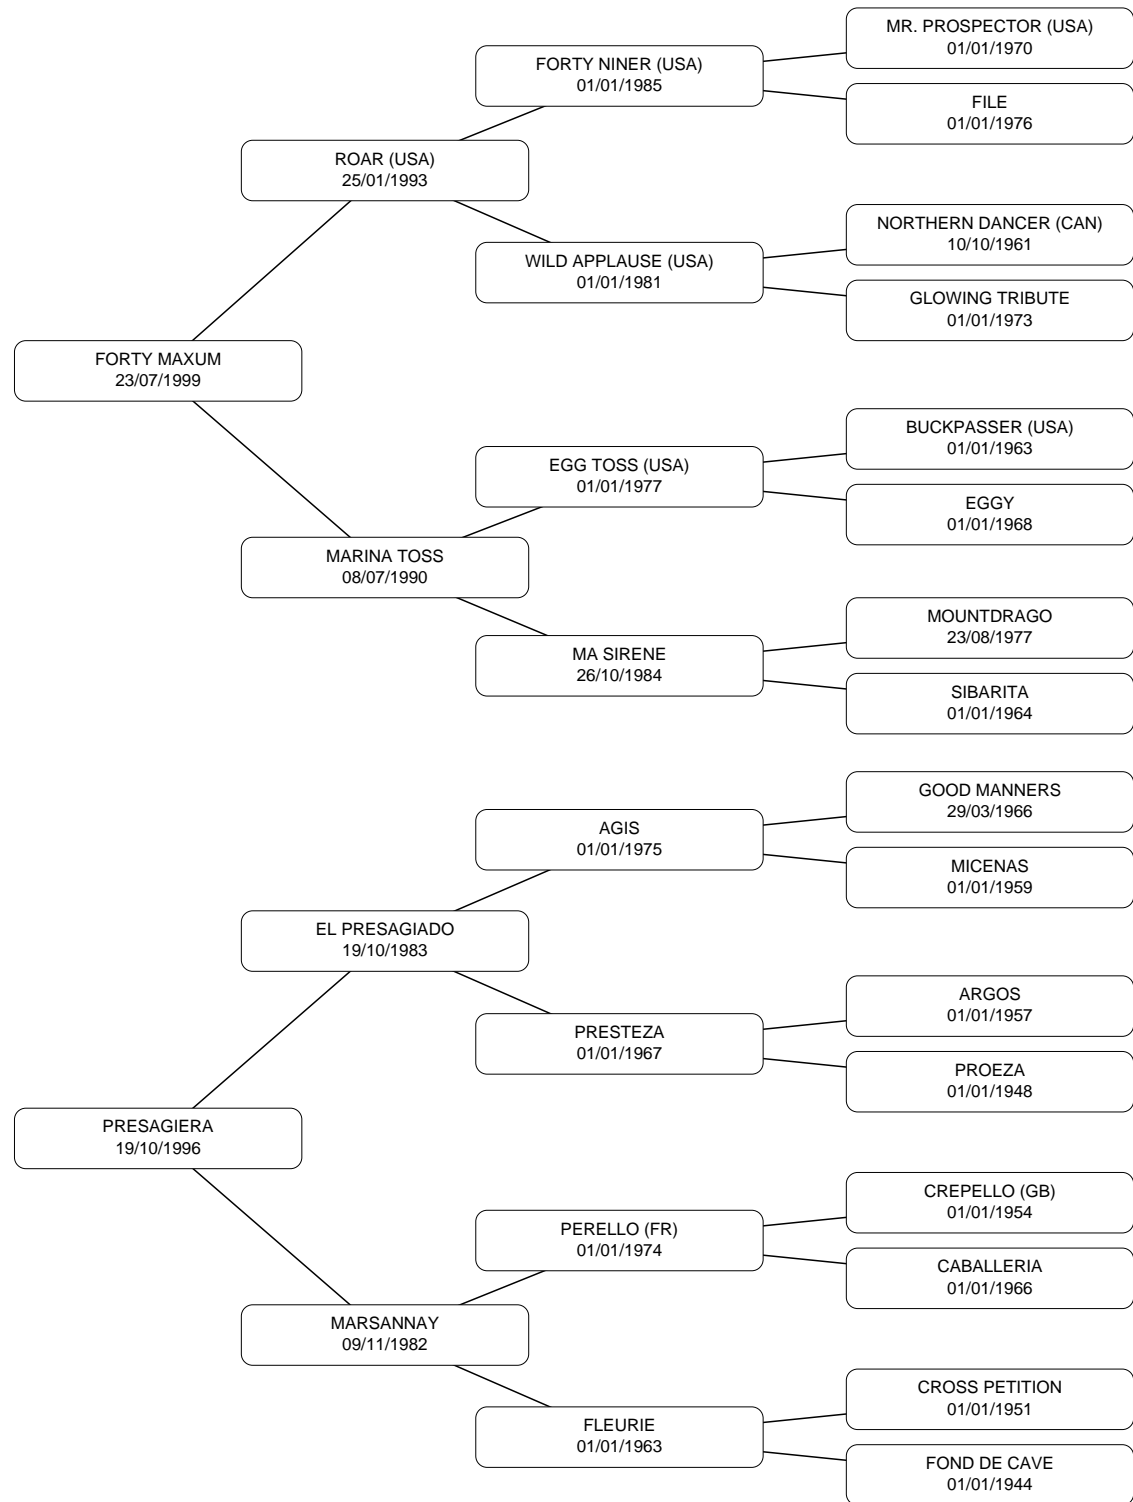 MR. PROSPECTOR (USA)
01/01/1970
FORTY NINER (USA)
01/01/1985
FILE
01/01/1976
ROAR (USA)
25/01/1993
NORTHERN DANCER (CAN)
10/10/1961
WILD APPLAUSE (USA)
01/01/1981
GLOWING TRIBUTE
01/01/1973
FORTY MAXUM
23/07/1999
BUCKPASSER (USA)
01/01/1963
EGG TOSS (USA)
01/01/1977
EGGY
01/01/1968
MARINA TOSS
08/07/1990
MOUNTDRAGO
23/08/1977
MA SIRENE
26/10/1984
SIBARITA
01/01/1964
GOOD MANNERS
29/03/1966
AGIS
01/01/1975
MICENAS
01/01/1959
EL PRESAGIADO
19/10/1983
ARGOS
01/01/1957
PRESTEZA
01/01/1967
PROEZA
01/01/1948
PRESAGIERA
19/10/1996
CREPELLO (GB)
01/01/1954
PERELLO (FR)
01/01/1974
CABALLERIA
01/01/1966
MARSANNAY
09/11/1982
CROSS PETITION
01/01/1951
FLEURIE
01/01/1963
FOND DE CAVE
01/01/1944